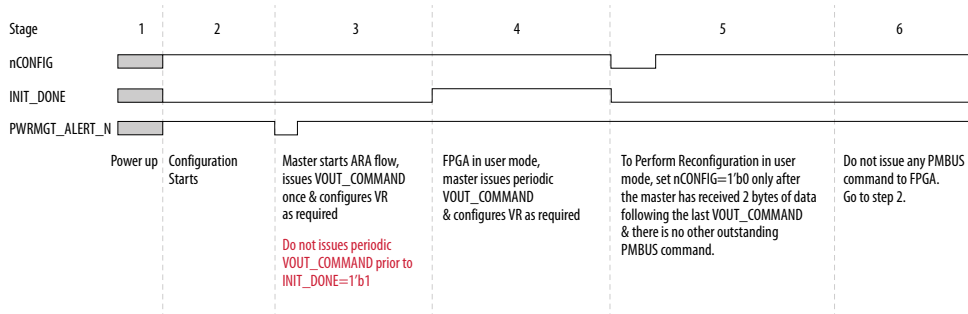 Stage 1 2 3 4 5 6
nCONFIG
INIT_DONE
PWRMGT_ALERT_N
Power up
Configuration
Starts
Master starts ARA flow,
issues VOUT_COMMAND
once & configures VR
as required
Do not issues periodic
VOUT_COMMAND prior to
INIT_DONE=1'b1
FPGA in user mode,
master issues periodic
VOUT_COMMAND
& configures VR as required
To Perform Reconfiguration in user
mode, set nCONFIG=1'b0 only after
the master has received 2 bytes of data
following the last VOUT_COMMAND
& there is no other outstanding
PMBUS command.
Do not issue any PMBUS
command to FPGA.
Go to step 2.